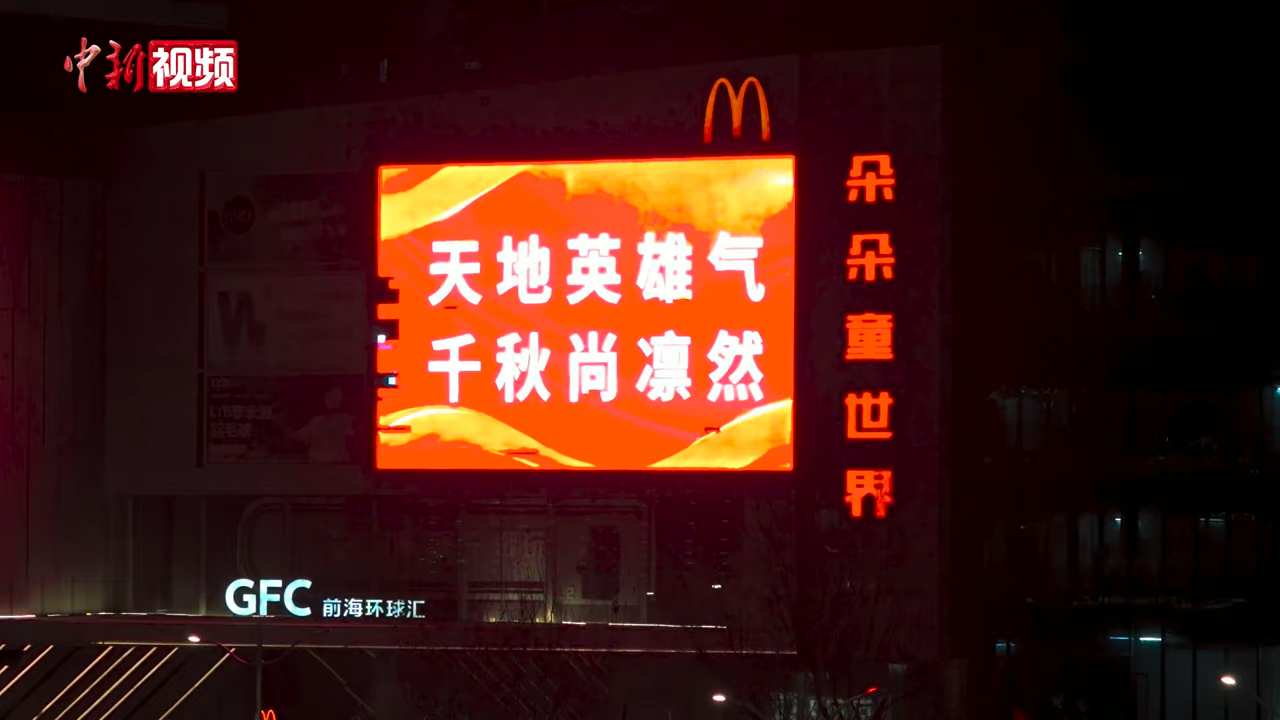 中新视频
天地英雄气
千秋尚凛然
朵朵童世界
GFC 前海环球汇